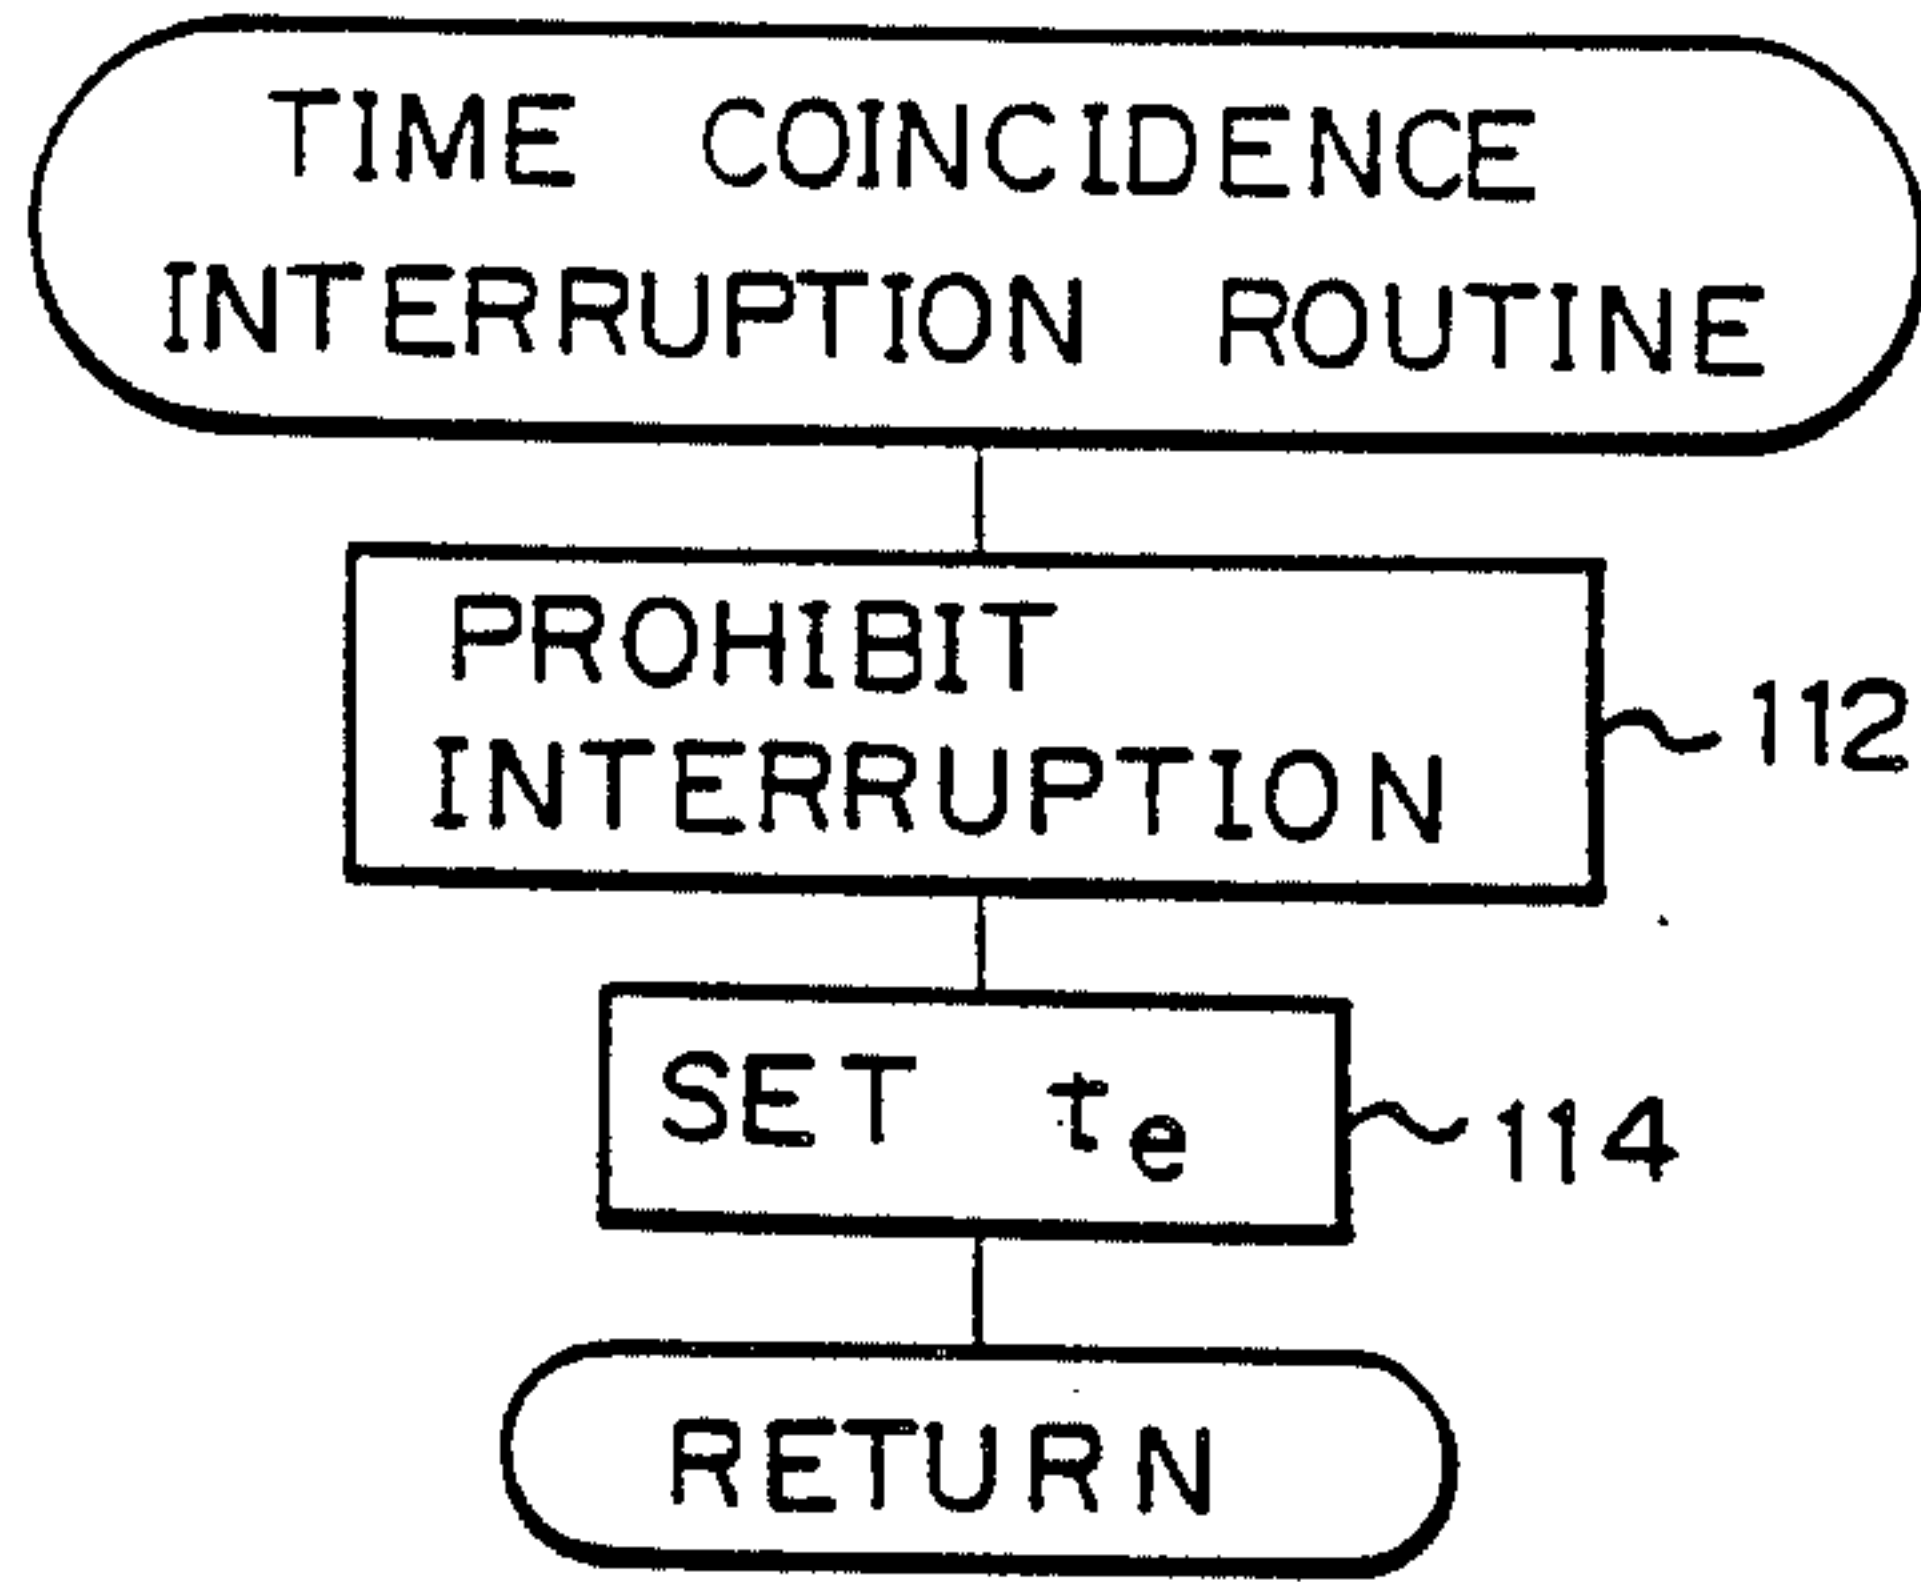 TIME COINCIDENCE
INTERRUPTION ROUTINE
PROHIBIT
INTERRUPTION
112
SET te
114
RETURN